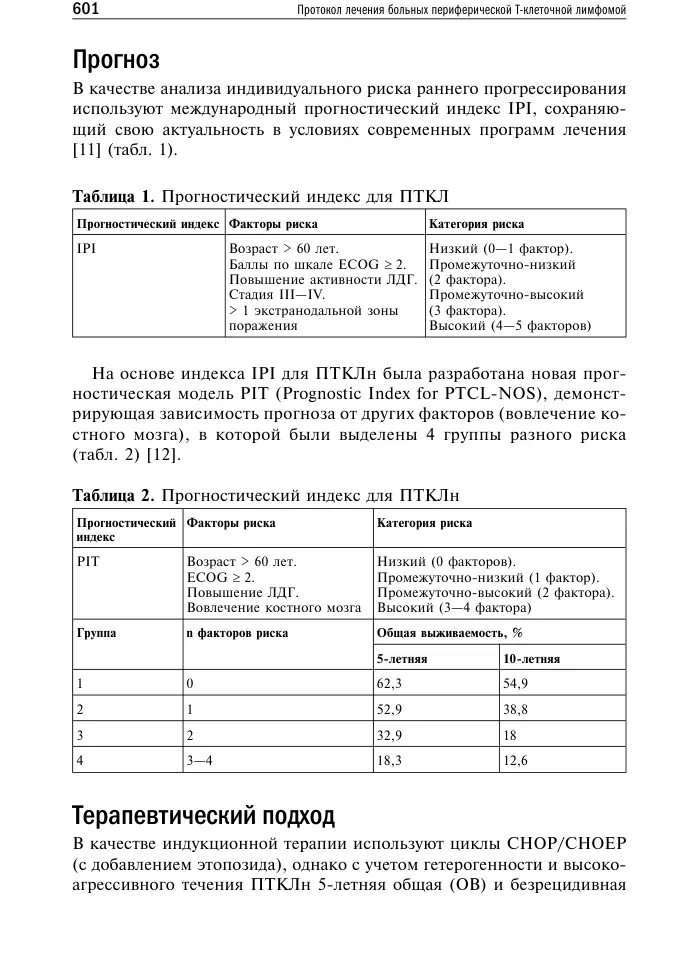 601 Протокол лечения больных периферической Т-клеточной лимфомой
Прогноз
В качестве анализа индивидуального риска раннего прогрессирования
используют международный прогностический индекс IPI, сохраняю-
щий свою актуальность в условиях современных программ лечения
[11] (табл. 1).
Таблица 1. Прогностический индекс для ПТКЛ
Прогностический индекс Факторы риска Категория риска
IPI Возраст > 60 лет. Низкий (0—1 фактор).
Баллы по шкале ECOG ≥ 2. Промежуточно-низкий
Повышение активности ЛДГ. (2 фактора).
Стадия III—IV. Промежуточно-высокий
> 1 экстранодальной зоны (3 фактора).
поражения Высокий (4—5 факторов)
На основе индекса IPI для ПТКЛн была разработана новая прог-
ностическая модель PIT (Prognostic Index for PTCL-NOS), демонст-
рирующая зависимость прогноза от других факторов (вовлечение ко-
стного мозга), в которой были выделены 4 группы разного риска
(табл. 2) [12].
Таблица 2. Прогностический индекс для ПТКЛн
Прогностический Факторы риска Категория риска
индекс
PIT Возраст > 60 лет. Низкий (0 факторов).
ECOG ≥ 2. Промежуточно-низкий (1 фактор).
Повышение ЛДГ. Промежуточно-высокий (2 фактора).
Вовлечение костного мозга Высокий (3—4 фактора)
Группа n факторов риска Общая выживаемость, %
5-летняя 10-летняя
1 0 62,3 54,9
2 1 52,9 38,8
3 2 32,9 18
4 3—4 18,3 12,6
Терапевтический подход
В качестве индукционной терапии используют циклы CHOP/CHOEP
(с добавлением этопозида), однако с учетом гетерогенности и высоко-
агрессивного течения ПТКЛн 5-летняя общая (ОВ) и безрецидивная